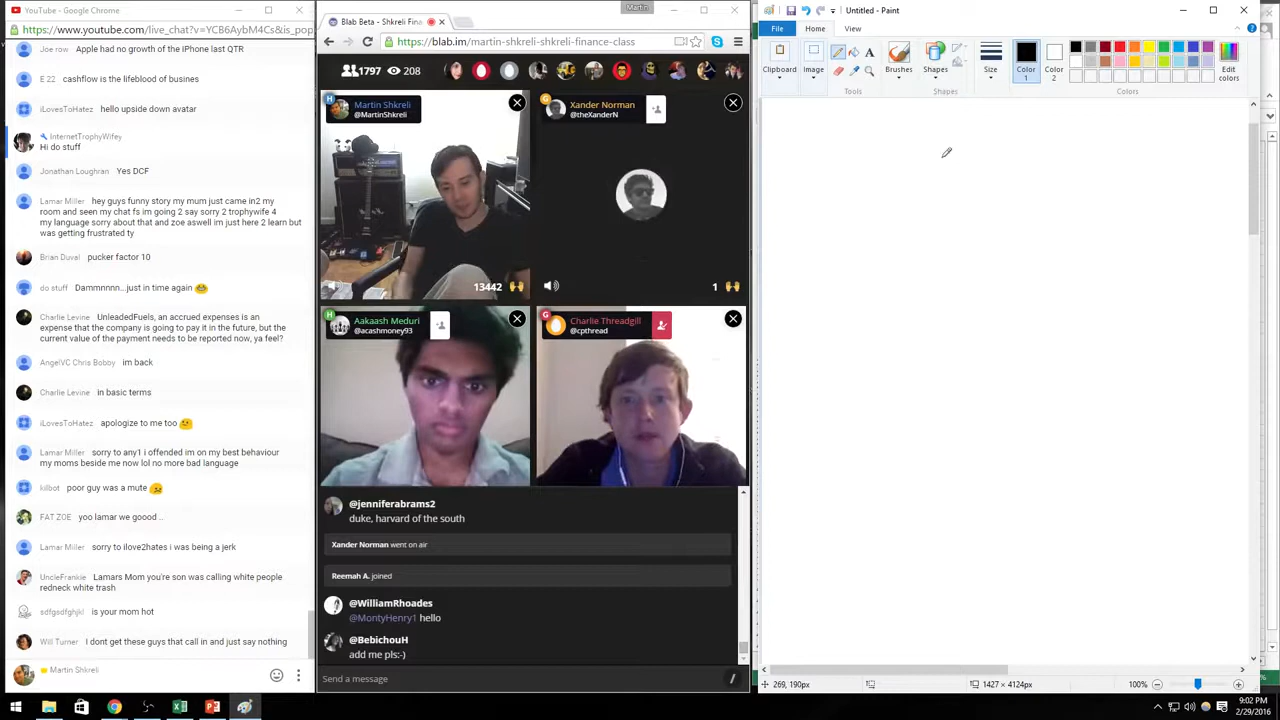 YouTube - Google Chrome
https://www.youtube.com/live_chat?v=YCB6AybM4Cs&is_pop
Joe row Apple had no growth of the IPhone last QTR
E 22 cashflow is the lifeblood of busines
iLovesToHatez hello upside down avatar
InternetTrophyWifey
Hi do stuff
Jonathan Loughran Yes DCF
Lamar Miller hey guys funny story my mum just came in2 my
room and seen my chat fs im going 2 say sorry 2 trophywife 4
my language sorry about that and zoe aswell im just here 2 learn but
was getting frustrated ty
Brian Duval pucker factor 10
do stuff Dammnnnn...just in time again
Charlie Levine UnleadedFuels, an accrued expenses is an
expense that the company is going to pay it in the future, but the
current value of the payment needs to be reported now, ya feel?
AngelVC Chris Bobby im back
Charlie Levine in basic terms
iLovesToHatez apologize to me too
Lamar Miller sorry to any1 i offended im on my best behaviour
my moms beside me now lol no more bad language
killbot poor guy was a mute
FAT ZOE you lamar we goood ..
Lamar Miller sorry to ilove2hates i was being a jerk
UncleFrankie Lamars Mom you're son was calling white people
redneck white trash
sdfgsdfghjkl is your mom hot
Will Turner I dont get these guys that call in and just say nothing
Martin Shkreli
Martin
Blab Beta - Shkreli Fina
https://blab.im/martin-shkreli-shkreli-finance-class
1797 208
H Martin Shkreli
@MartinShkreli
13442
C Xander Norman
@theXanderN
1
H Aakaash Meduri
@acashmoney93
G Charlie Threadgill
@cpthread
@jenniferabrams2
duke, harvard of the south
Xander Norman went on air
Reemah A. joined
@WilliamRhoades
@MontyHenry1 hello
@BebichouH
add me pls:-)
Send a message
Untitled - Paint
File Home View
Clipboard Image Tools Brushes Shapes Size Color 1 Color 2 Edit colors
Shapes Colors
269, 190px 1427 × 4124px 100%
9:02 PM
2/29/2016